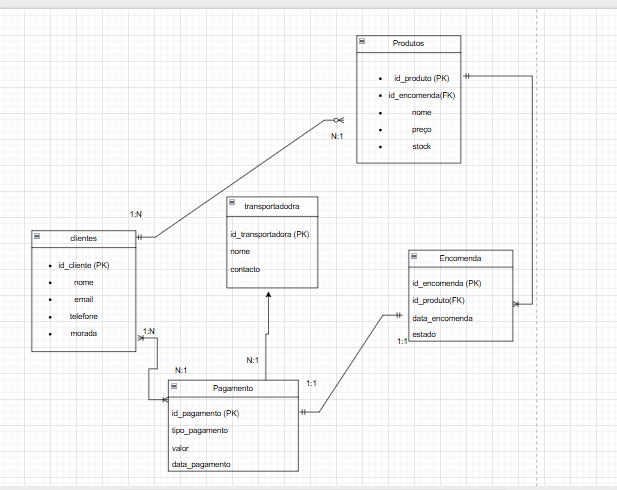 Produtos
id_produto (PK)
id_encomenda(FK)
nome
preço
stock
N:1
1:N
transportadodra
id_transportadora (PK)
nome
contacto
clientes
id_cliente (PK)
nome
email
telefone
morada
Encomenda
id_encomenda (PK)
id_produto(FK)
data_encomenda
estado
1:N
1:1
N:1
N:1
1:1
Pagamento
id_pagamento (PK)
tipo_pagamento
valor
data_pagamento